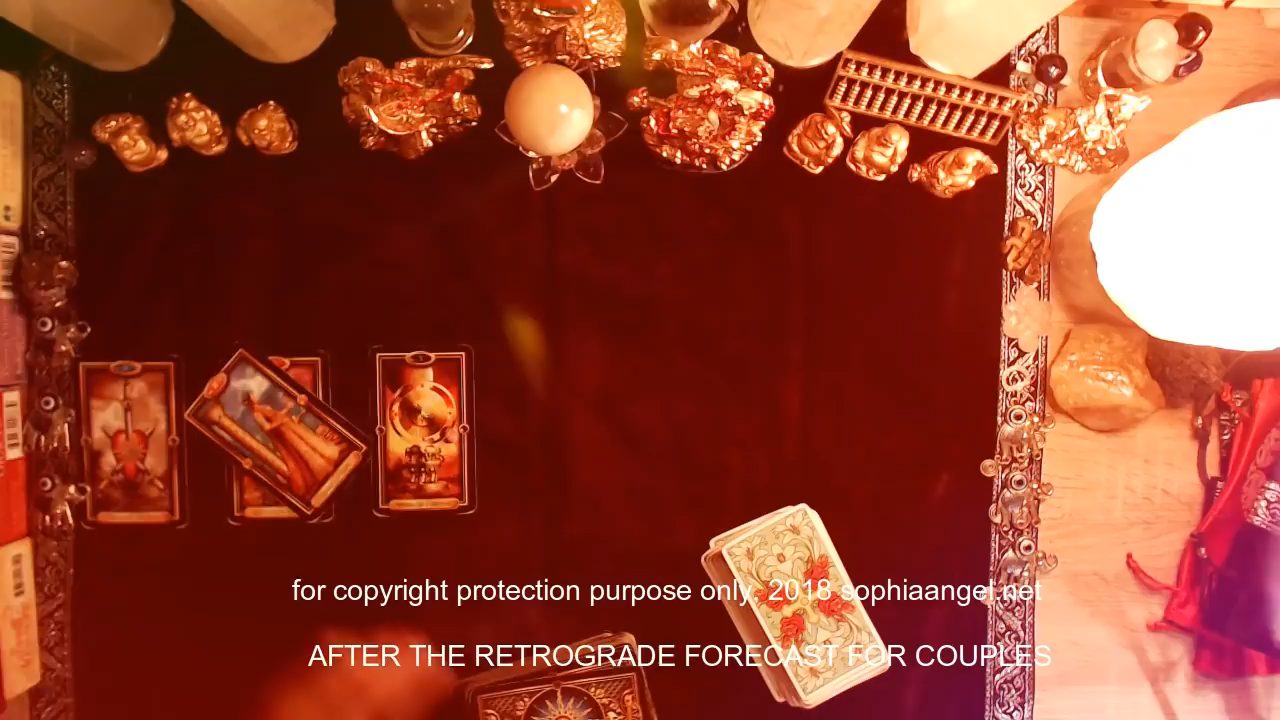 for copyright protection purpose only, 2018 sophiaangel.net
AFTER THE RETROGRADE FORECAST FOR COUPLES